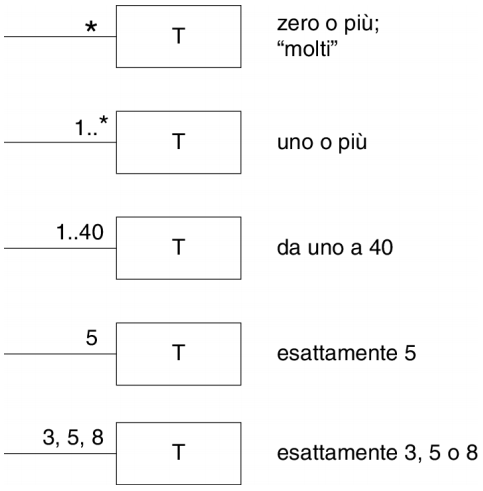 * T zero o più;
“molti”
1..* T uno o più
1..40 T da uno a 40
5 T esattamente 5
3, 5, 8 T esattamente 3, 5 o 8